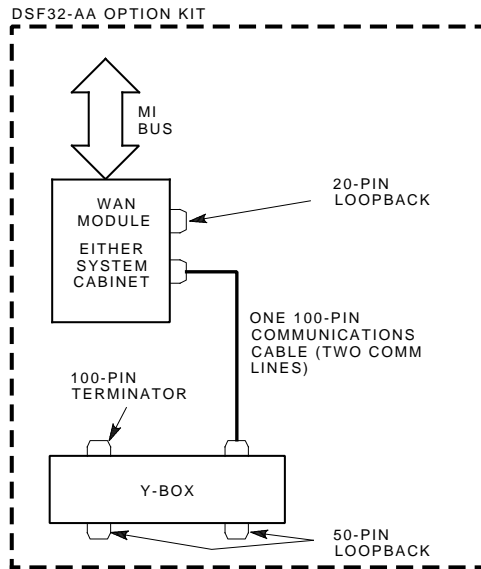 DSF32-AA OPTION KIT
MI
BUS
WAN
MODULE
EITHER
SYSTEM
CABINET
20-PIN
LOOPBACK
ONE 100-PIN
COMMUNICATIONS
CABLE (TWO COMM
LINES)
100-PIN
TERMINATOR
Y-BOX
50-PIN
LOOPBACK